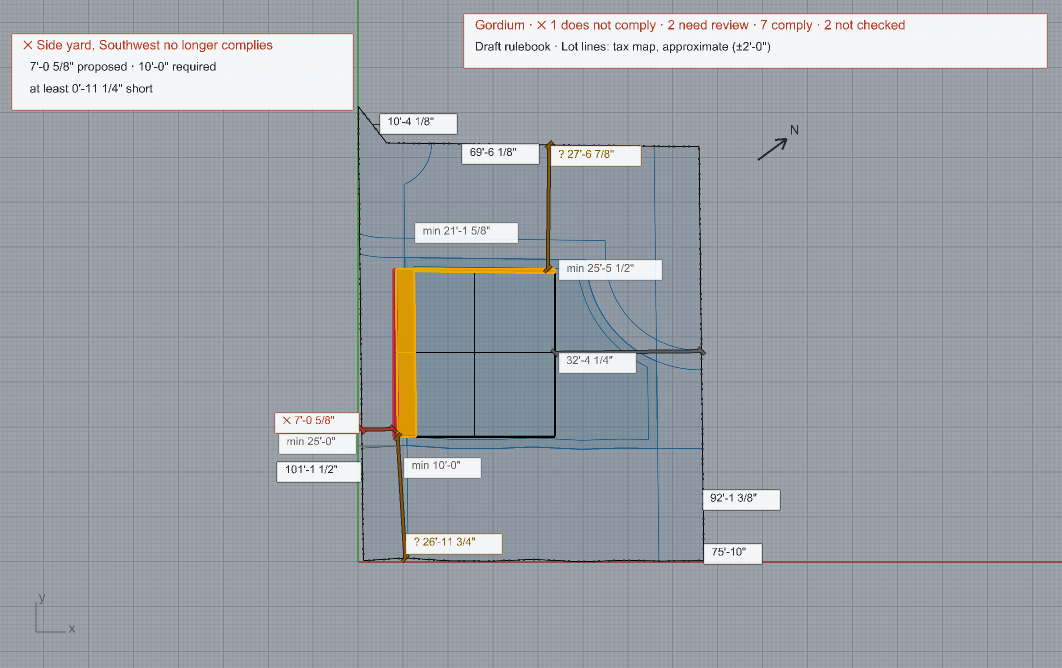 Gordium · ✕ 1 does not comply · 2 need review · 7 comply · 2 not checked
Draft rulebook · Lot lines: tax map, approximate (±2'-0")
✕ Side yard, Southwest no longer complies
7'-0 5/8" proposed · 10'-0" required
at least 0'-11 1/4" short
10'-4 1/8"
N
69'-6 1/8"
? 27'-6 7/8"
min 21'-1 5/8"
min 25'-5 1/2"
32'-4 1/4"
✕ 7'-0 5/8"
min 25'-0"
101'-1 1/2"
min 10'-0"
92'-1 3/8"
? 26'-11 3/4"
75'-10"
y
x